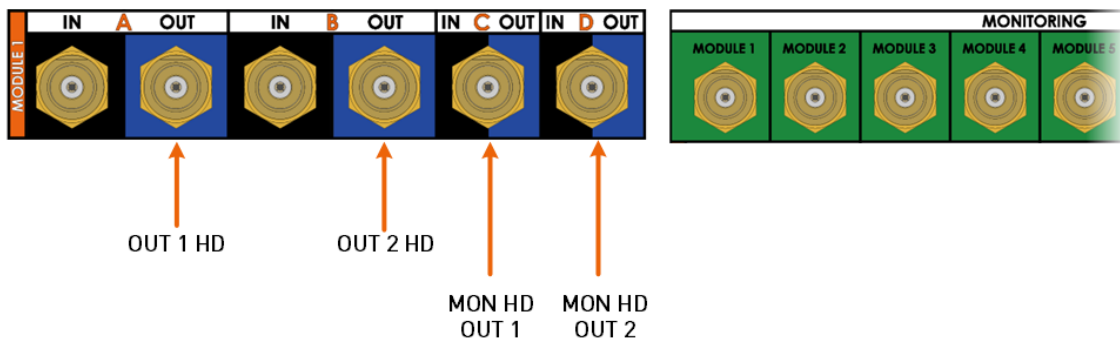 IN A OUT IN B OUT IN C OUT IN D OUT
MODULE 1
MONITORING
MODULE 1 MODULE 2 MODULE 3 MODULE 4 MODULE 5
OUT 1 HD
OUT 2 HD
MON HD
OUT 1
MON HD
OUT 2